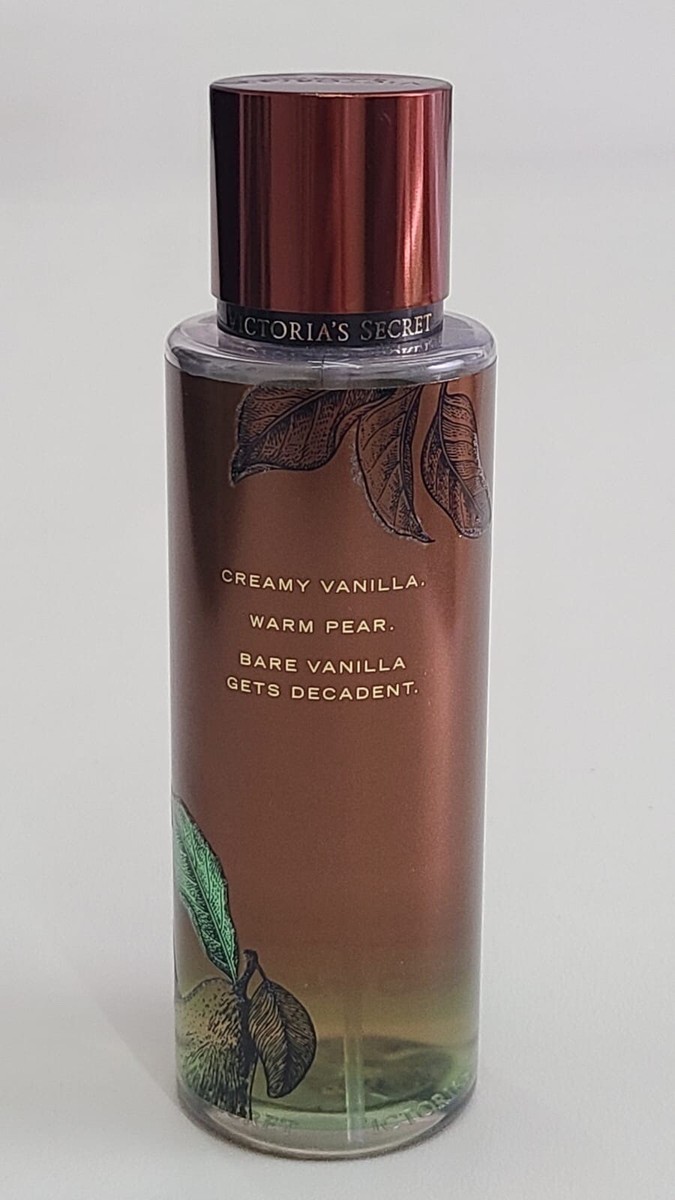 VICTORIA'S SECRET
CREAMY VANILLA,
WARM PEAR.
BARE VANILLA
GETS DECADENT.